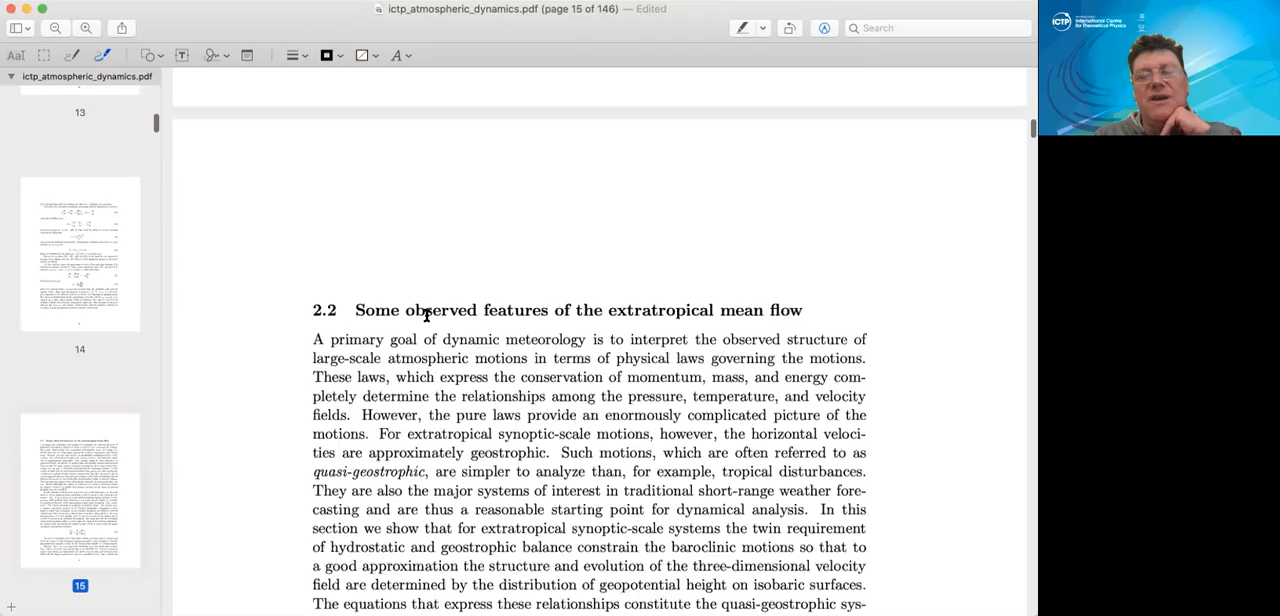 ictp_atmospheric_dynamics.pdf (page 15 of 146) — Edited
Search
AaI
ictp_atmospheric_dynamics.pdf
13
14
15
ICTP
International Centre
for Theoretical Physics
2.2 Some observed features of the extratropical mean flow
A primary goal of dynamic meteorology is to interpret the observed structure of
large-scale atmospheric motions in terms of physical laws governing the motions.
These laws, which express the conservation of momentum, mass, and energy com-
pletely determine the relationships among the pressure, temperature, and velocity
fields. However, the pure laws provide an enormously complicated picture of the
motions. For extratropical synoptic-scale motions, however, the horizontal veloci-
ties are approximately geostrophic. Such motions, which are often referred to as
quasi-geostrophic, are simpler to analyze than, for example, tropical disturbances.
They are also the major systems of interest in traditional short-range weather fore-
casting and are thus a reasonable starting point for dynamical analysis. In this
section we show that for extratropical synoptic-scale systems the twin requirement
of hydrostatic and geostrophic balance constrain the baroclinic motions so that to
a good approximation the structure and evolution of the three-dimensional velocity
field are determined by the distribution of geopotential height on isobaric surfaces.
The equations that express these relationships constitute the quasi-geostrophic sys-